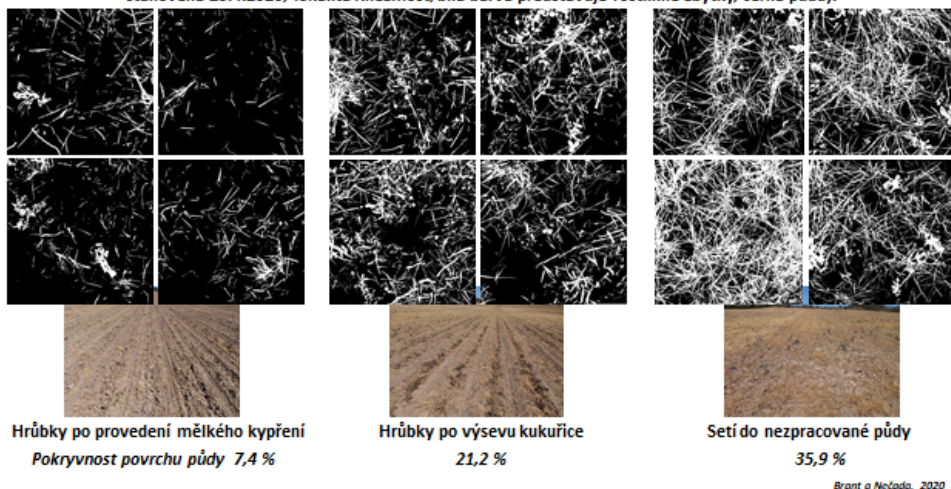 Hrůbky po provedení mělkého kypření
Pokryvnost povrchu půdy 7,4 %
Hrůbky po výsevu kukuřice
21,2 %
Setí do nezpracované půdy
35,9 %
Brant a Nečada, 2020